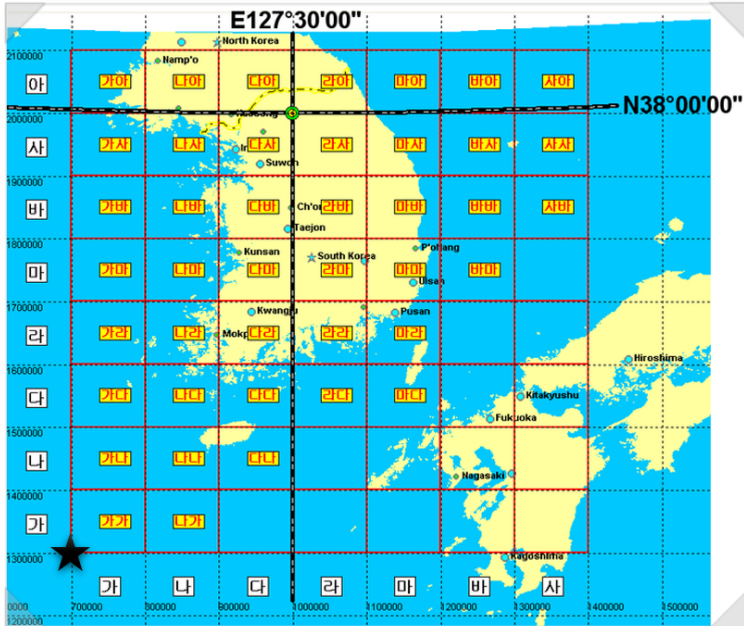 E127°30'00"
North Korea
2100000
Namp'o
아 가아 나아 다아 라아 마아 바아 사아
N38°00'00"
2000000
사 가사 나사 다사 라사 마사 바사 사사
Suwon
1900000
바 가바 나바 다바 라바 마바 바바 사바
Taejon
1800000
Kunsan
P'ohang
South Korea
마 가마 나마 다마 라마 마마 바마
Ulsan
1700000
Kwangju
Pusan
라 가라 나라 다라 라라 마라
1600000
Hiroshima
다 가다 나다 다다 라다 마다
Kitakyushu
Fukuoka
1500000
나 가나 나나 다나
Nagasaki
1400000
가 가가 나가
1300000
Kagoshima
가 나 다 라 마 바 사
700000 800000 900000 1000000 1100000 1200000 1300000 1400000 1500000
1200000